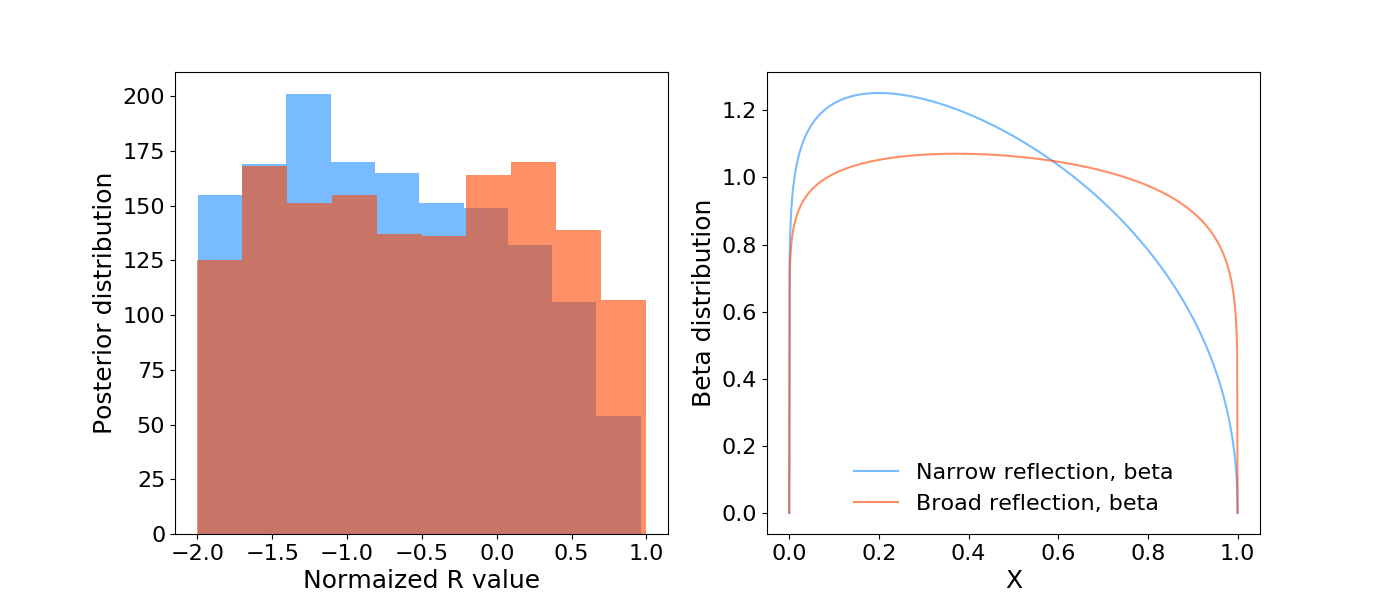 Posterior distribution
200
175
150
125
100
75
50
25
0
−2.0 −1.5 −1.0 −0.5 0.0 0.5 1.0
Normaized R value
Beta distribution
1.2
1.0
0.8
0.6
0.4
0.2
0.0
Narrow reflection, beta
Broad reflection, beta
0.0 0.2 0.4 0.6 0.8 1.0
X